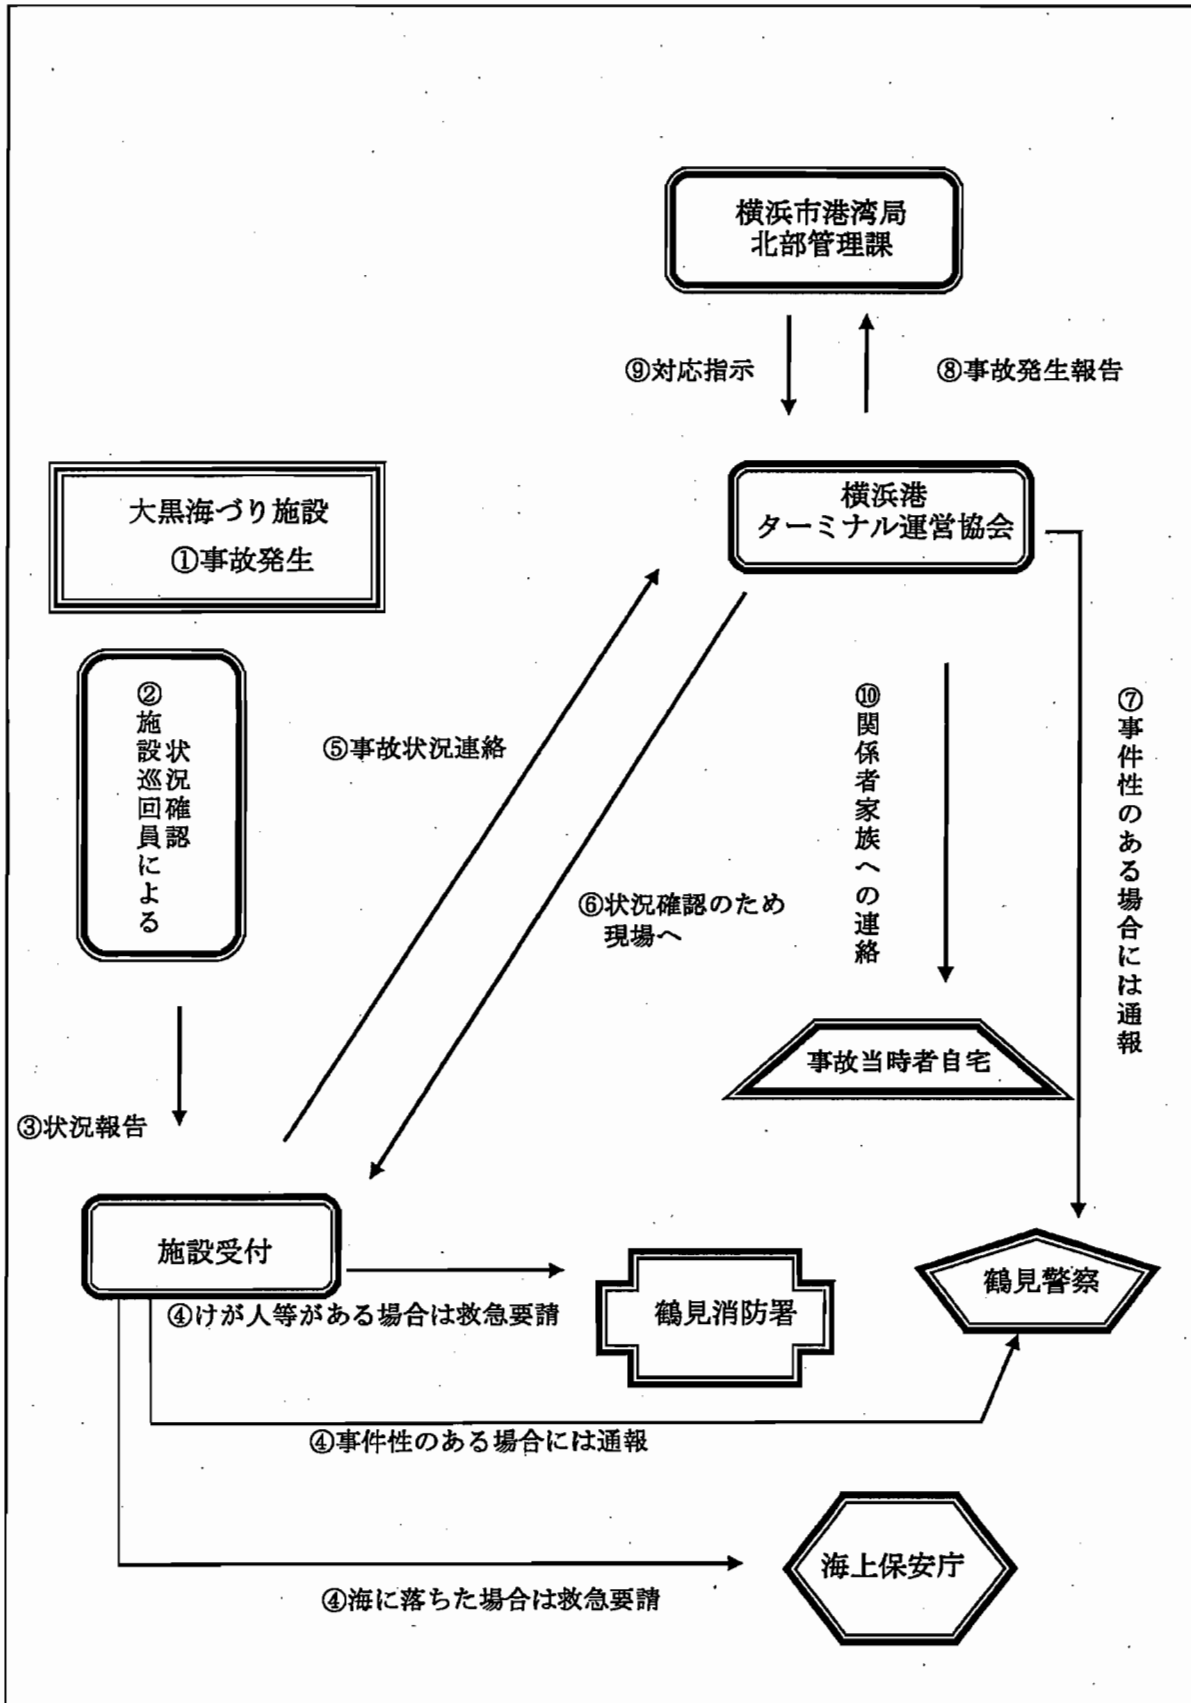 横浜市港湾局
北部管理課
⑨対応指示
⑧事故発生報告
大黒海づり施設
①事故発生
横浜港
ターミナル運営協会
②施設巡回員による
状況確認
⑤事故状況連絡
⑥状況確認のため
現場へ
⑩関係者家族への連絡
⑦事件性のある場合には通報
事故当時者自宅
③状況報告
施設受付
④けが人等がある場合は救急要請
鶴見消防署
鶴見警察
④事件性のある場合には通報
海上保安庁
④海に落ちた場合は救急要請